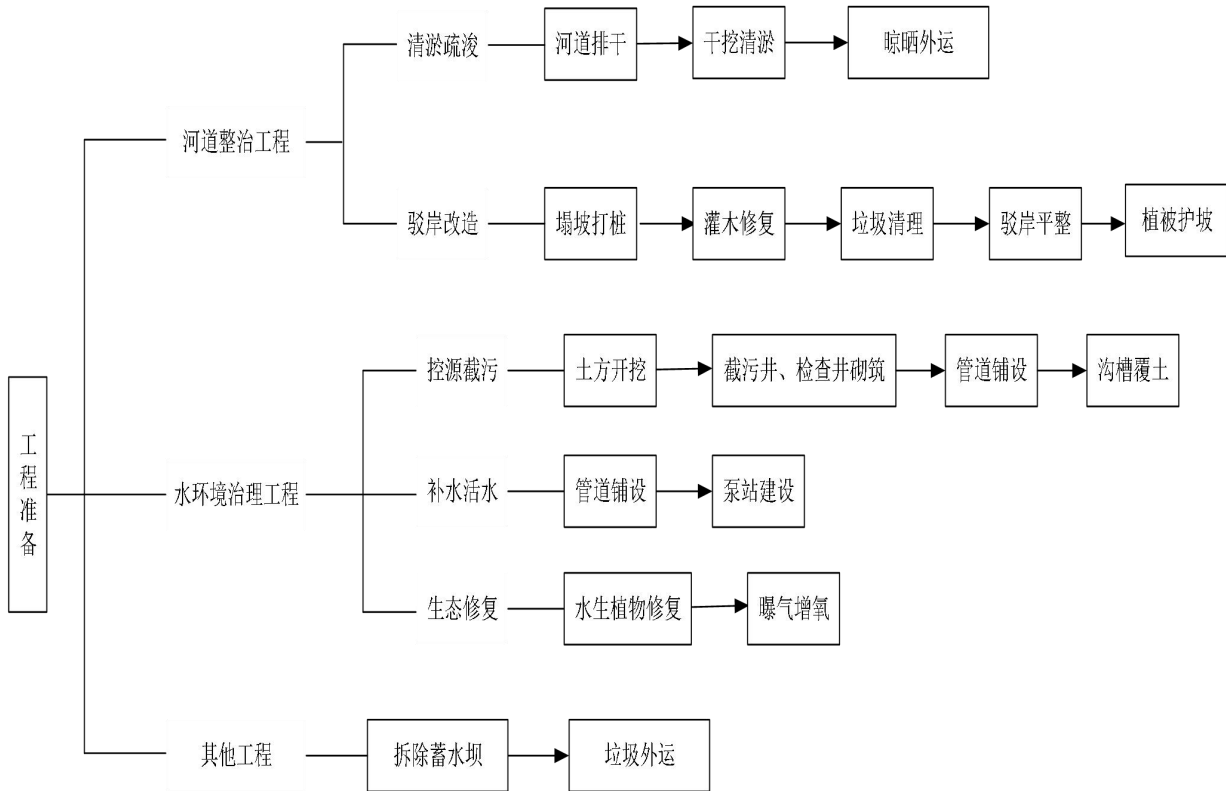 清淤疏浚
河道排干
干挖清淤
晾晒外运
河道整治工程
驳岸改造
塌坡打桩
灌木修复
垃圾清理
驳岸平整
植被护坡
工程准备
控源截污
土方开挖
截污井、检查井砌筑
管道铺设
沟槽覆土
水环境治理工程
补水活水
管道铺设
泵站建设
生态修复
水生植物修复
曝气增氧
其他工程
拆除蓄水坝
垃圾外运